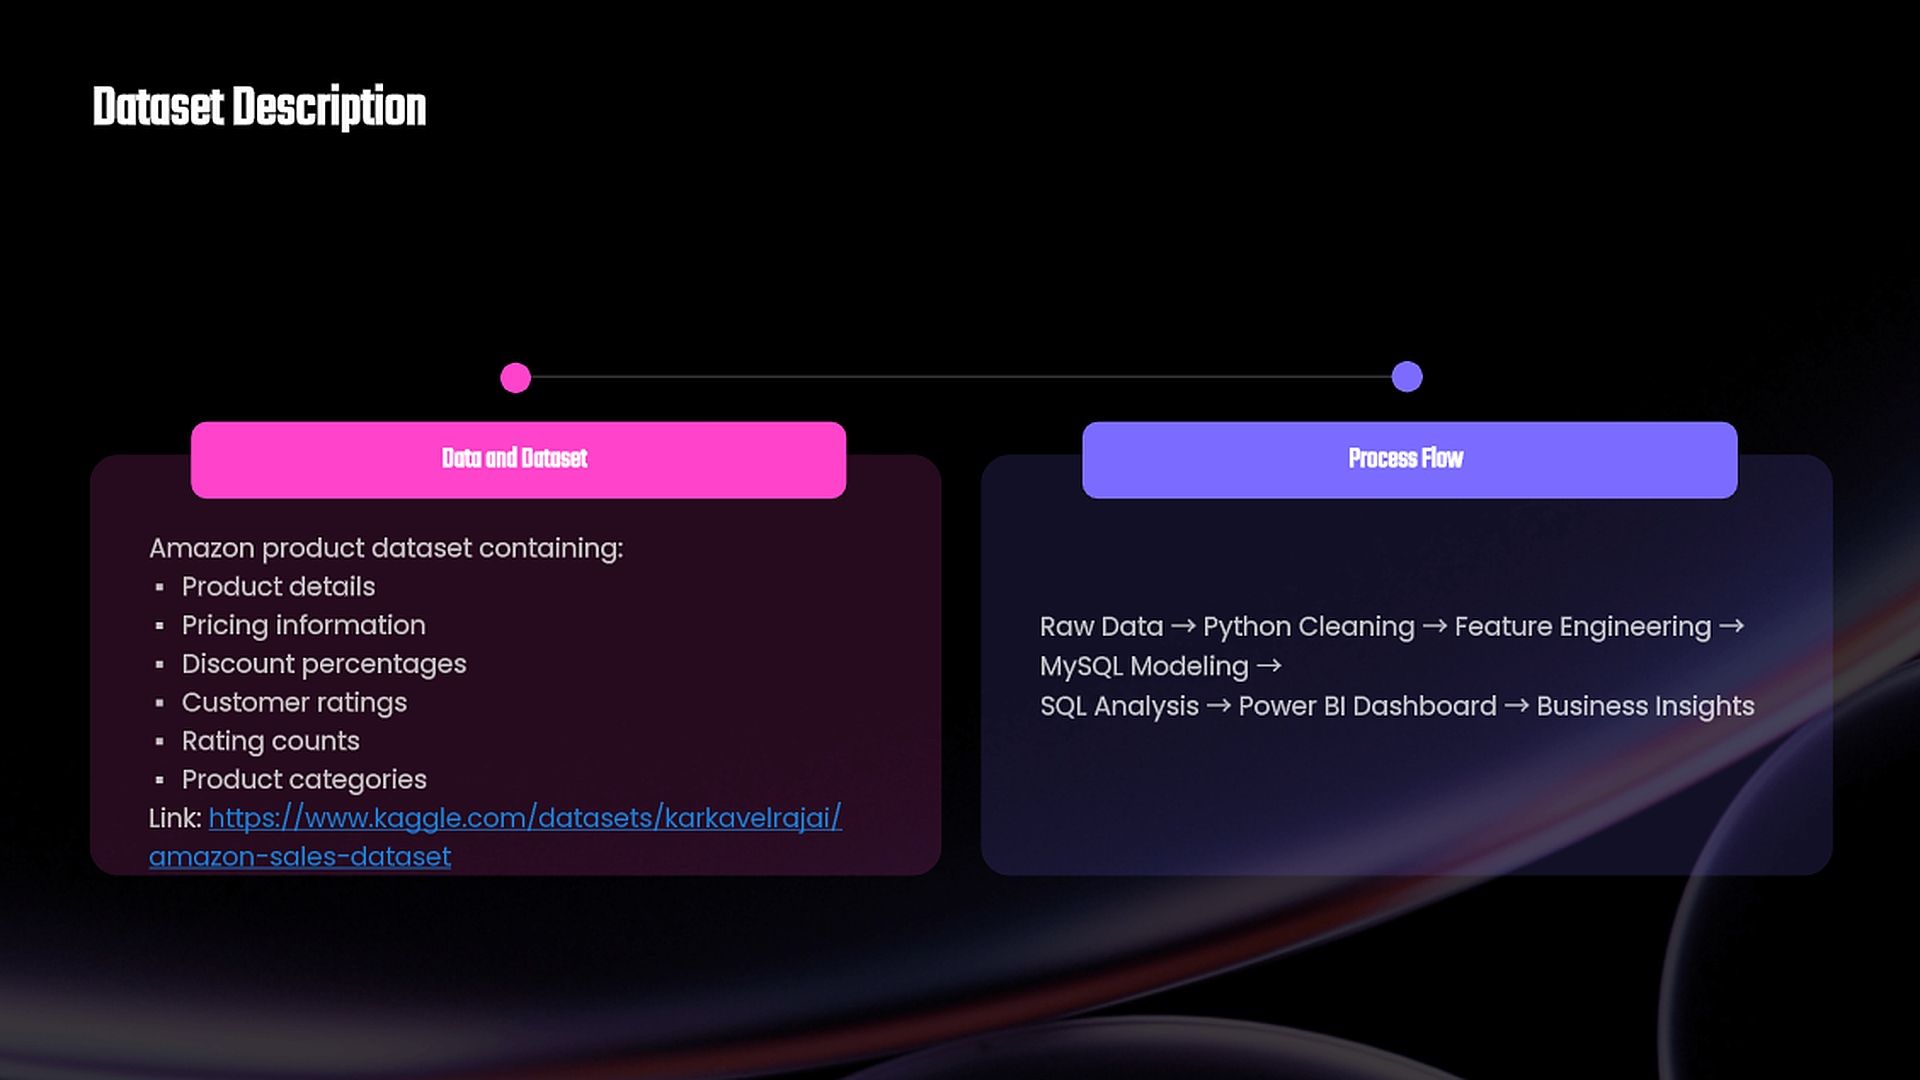 Dataset Description
Data and Dataset
Amazon product dataset containing:
▪ Product details
▪ Pricing information
▪ Discount percentages
▪ Customer ratings
▪ Rating counts
▪ Product categories
Link: https://www.kaggle.com/datasets/karkavelrajai/
amazon-sales-dataset
Process Flow
Raw Data → Python Cleaning → Feature Engineering →
MySQL Modeling →
SQL Analysis → Power BI Dashboard → Business Insights